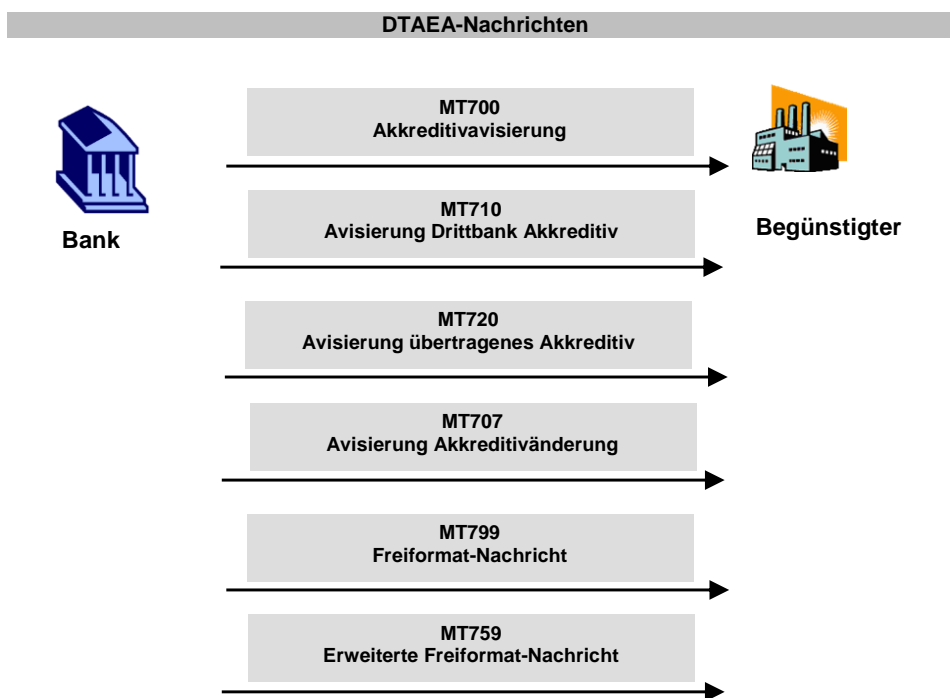 DTAEA-Nachrichten
MT700
Akkreditivavisierung
Bank
MT710
Avisierung Drittbank Akkreditiv
Begünstigter
MT720
Avisierung übertragenes Akkreditiv
MT707
Avisierung Akkreditivänderung
MT799
Freiformat-Nachricht
MT759
Erweiterte Freiformat-Nachricht